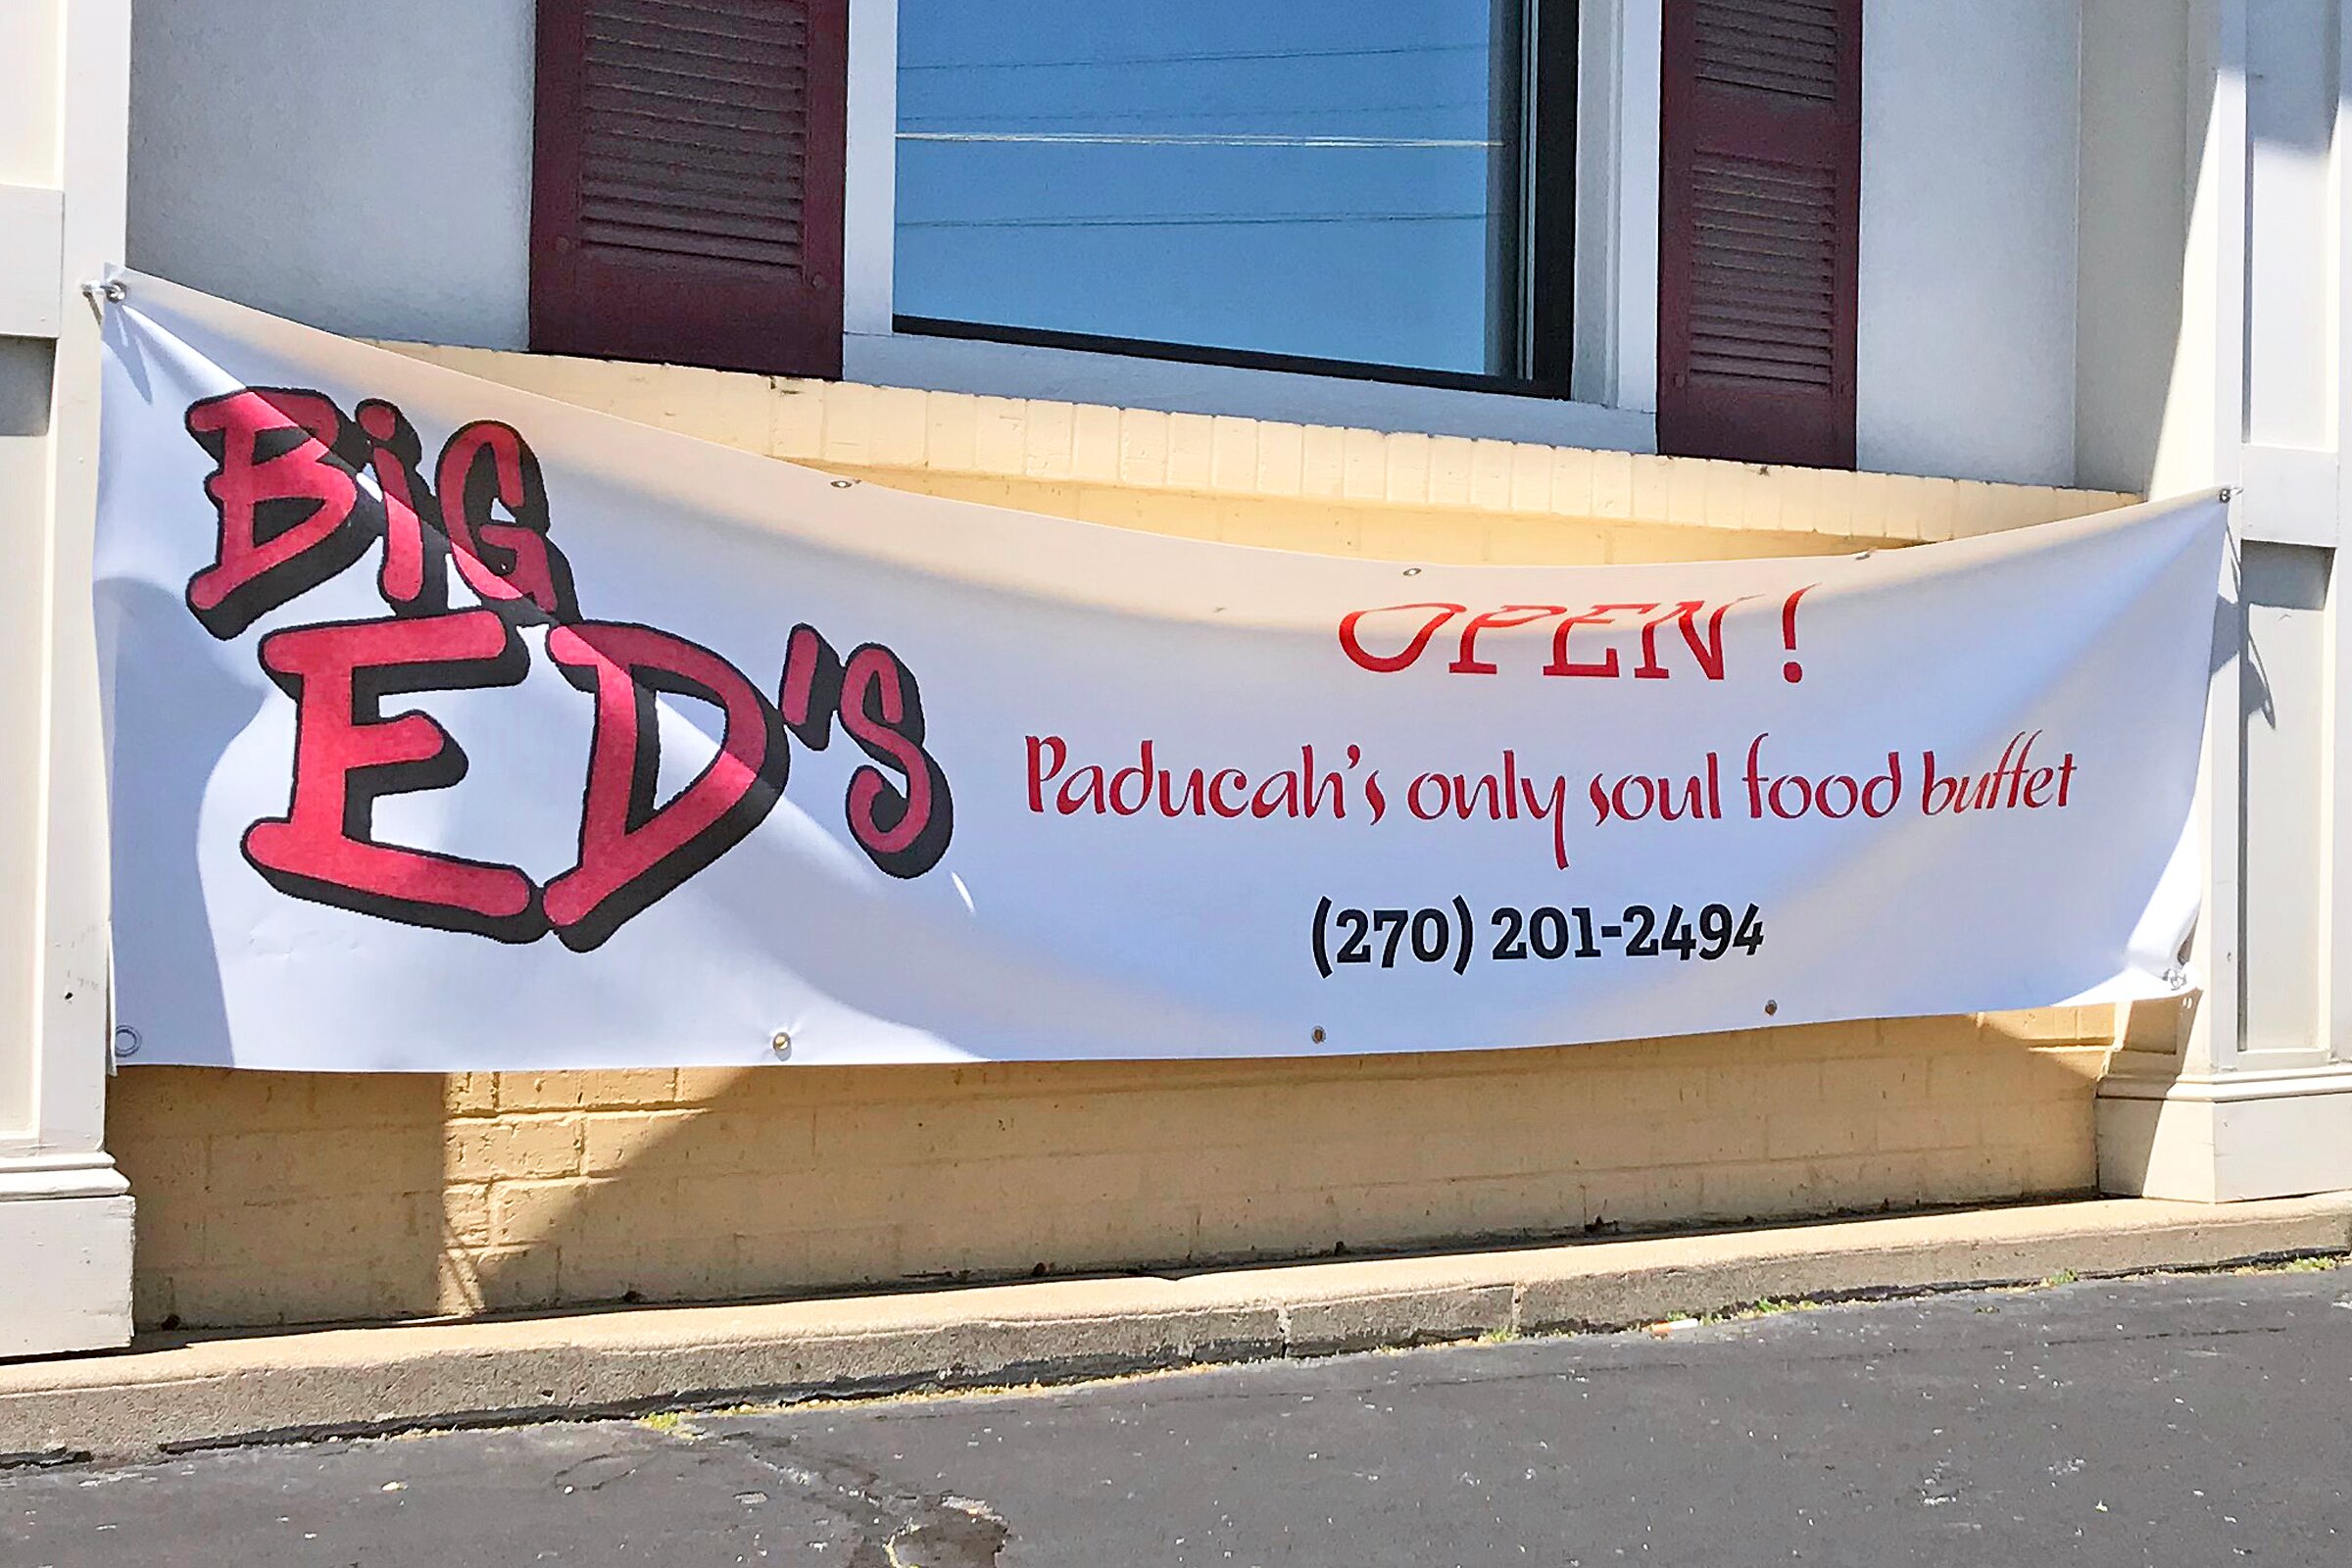 BiG
ED'S
OPEN!
Paducah's only soul food buffet
(270) 201-2494